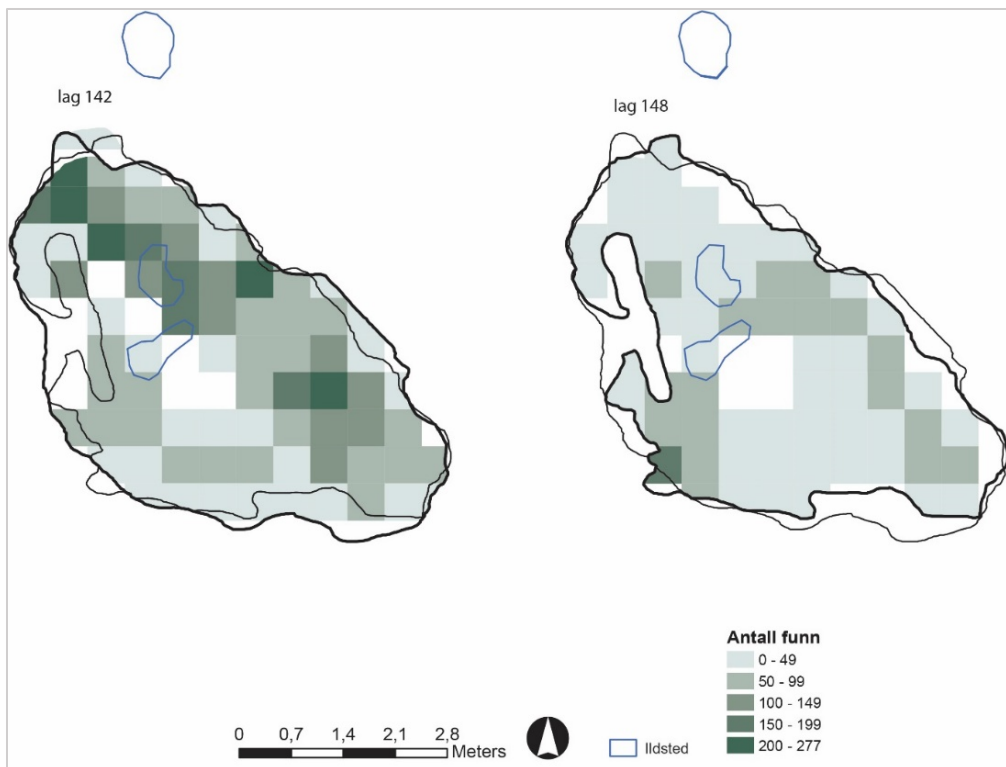 lag 142
lag 148
Antall funn
0 - 49
50 - 99
100 - 149
150 - 199
200 - 277
0 0,7 1,4 2,1 2,8
Meters
Ildsted